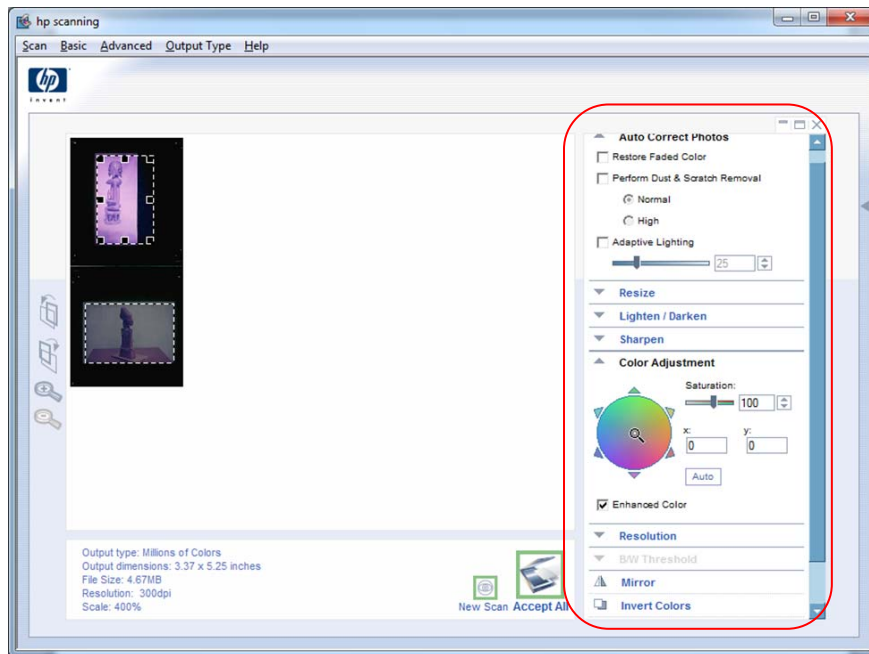 hp scanning
Scan Basic Advanced Output Type Help
hp
invent
Auto Correct Photos
Restore Faded Color
Perform Dust & Scratch Removal
Normal
High
Adaptive Lighting
25
Resize
Lighten / Darken
Sharpen
Color Adjustment
Saturation:
100
x: y:
0 0
Auto
Enhanced Color
Resolution
B/W Threshold
Mirror
Invert Colors
Output type: Millions of Colors
Output dimensions: 3.37 x 5.25 inches
File Size: 4.67MB
Resolution: 300dpi
Scale: 400%
New Scan Accept All